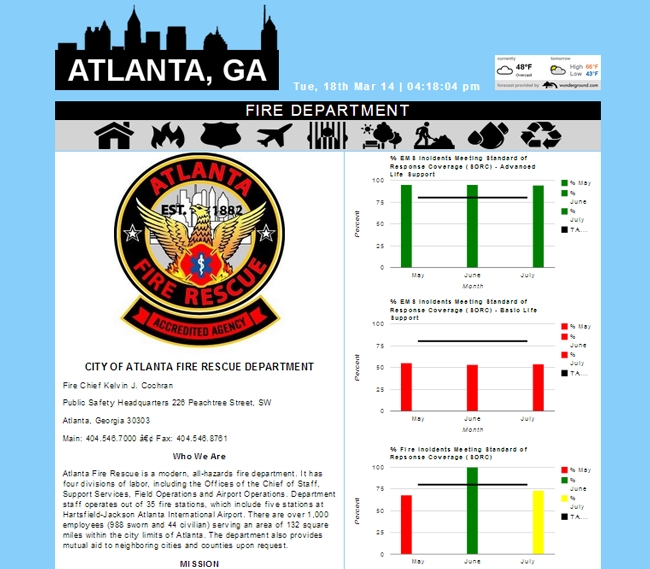 ATLANTA, GA
Tue, 18th Mar 14 | 04:18:04 pm
currently
48°F
Overcast
tomorrow
High 66°F
Low 43°F
forecast provided by wunderground.com
FIRE DEPARTMENT
ATLANTA
EST. 1882
FIRE RESCUE
ACCREDITED AGENCY
CITY OF ATLANTA FIRE RESCUE DEPARTMENT
Fire Chief Kelvin J. Cochran
Public Safety Headquarters 226 Peachtree Street, SW
Atlanta, Georgia 30303
Main: 404.546.7000 â€¢ Fax: 404.546.8761
Who We Are
Atlanta Fire Rescue is a modern, all-hazards fire department. It has
four divisions of labor, including the Offices of the Chief of Staff,
Support Services, Field Operations and Airport Operations. Department
staff operates out of 35 fire stations, which include five stations at
Hartsfield-Jackson Atlanta International Airport. There are over 1,000
employees (988 sworn and 44 civilian) serving an area of 132 square
miles within the city limits of Atlanta. The department also provides
mutual aid to neighboring cities and counties upon request.
MISSION
% EMS Incidents Meeting Standard of
Response Coverage (SORC) - Advanced
Life Support
Percent
100
75
50
25
0
May June July
Month
% May
%
June
%
July
TA....
% EMS Incidents Meeting Standard of
Response Coverage (SORC) - Basic Life
Support
Percent
100
75
50
25
0
May June July
Month
% May
%
June
%
July
TA....
% Fire Incidents Meeting Standard of
Response Coverage (SORC)
Percent
100
75
50
25
0
May June July
% May
%
June
%
July
TA....